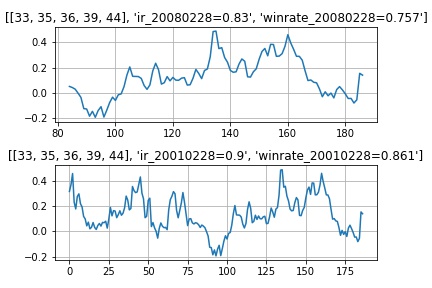 [[33, 35, 36, 39, 44], 'ir_20080228=0.83', 'winrate_20080228=0.757']
0.4
0.2
0.0
−0.2
80 100 120 140 160 180
[[33, 35, 36, 39, 44], 'ir_20010228=0.9', 'winrate_20010228=0.861']
0.4
0.2
0.0
−0.2
0 25 50 75 100 125 150 175